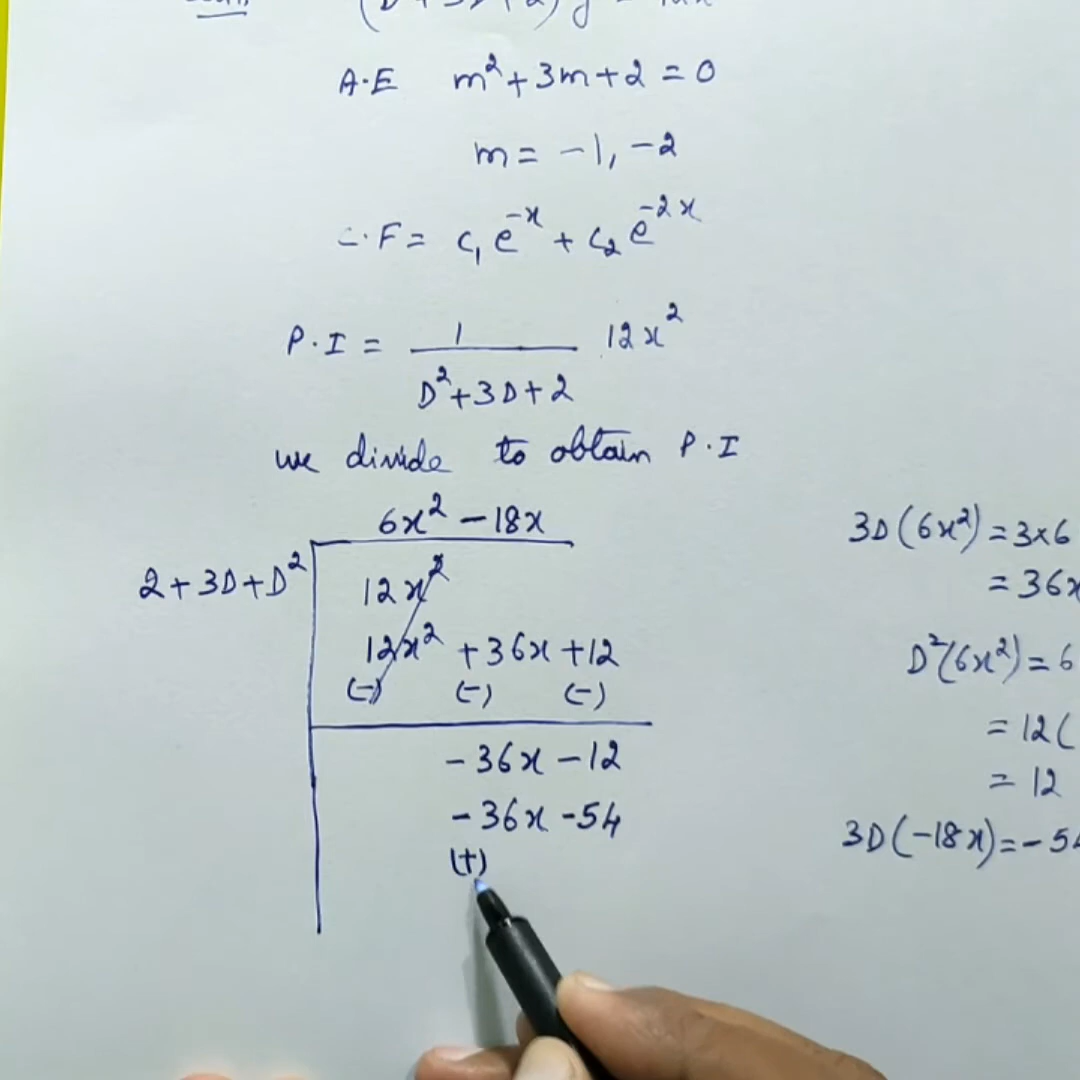 A.E m²+3m+2 = 0
m = -1, -2
C.F = c₁e^{-x} + c₂e^{-2x}
P.I = 1/(D²+3D+2) 12x²
we divide to obtain P.I
6x² - 18x
2+3D+D²
12x²
12x² +36x +12
(-) (-) (-)
-36x -12
-36x -54
(+)
3D(6x²) = 3×6
= 36x
D²(6x²) = 6
= 12(
= 12
3D(-18x) = -54